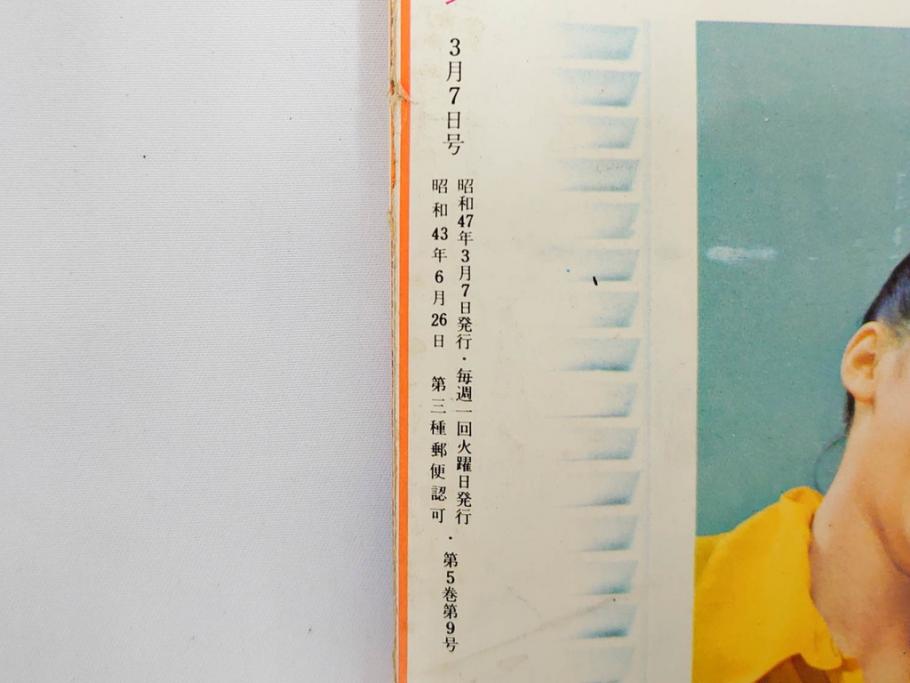 3月7日号
昭和47年3月7日発行・毎週一回火曜日発行
昭和43年6月26日 第三種郵便認可
・第5巻第9号